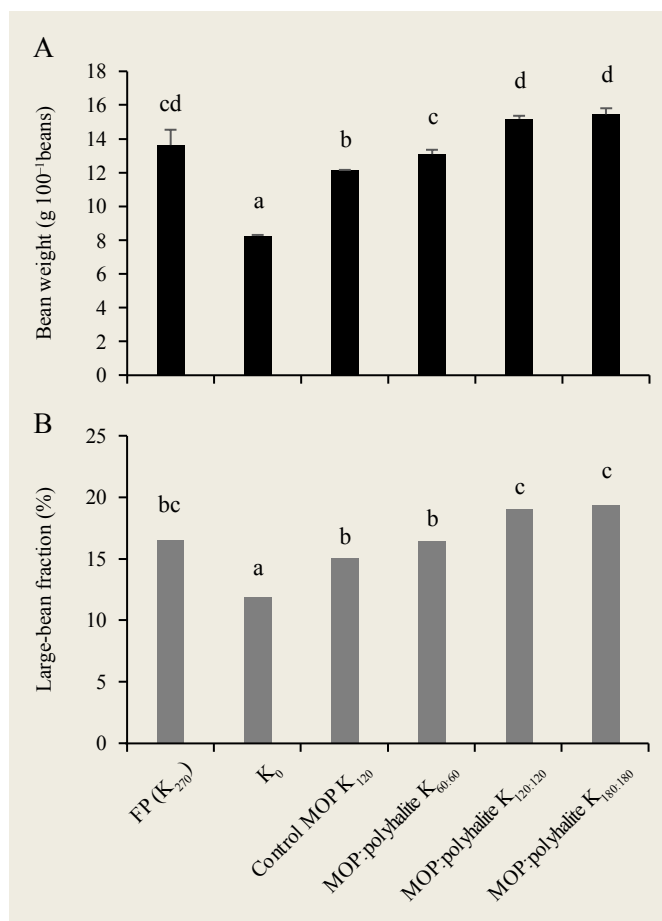 A
Bean weight (g 100⁻¹beans)
18
16
14
12
10
8
6
4
2
0
cd
a
b
c
d
d
B
Large-bean fraction (%)
25
20
15
10
5
0
bc
a
b
b
c
c
FP (K₂₇₀)
K₀
Control MOP K₁₂₀
MOP:polyhalite K₆₀:₆₀
MOP:polyhalite K₁₂₀:₁₂₀
MOP:polyhalite K₁₈₀:₁₈₀